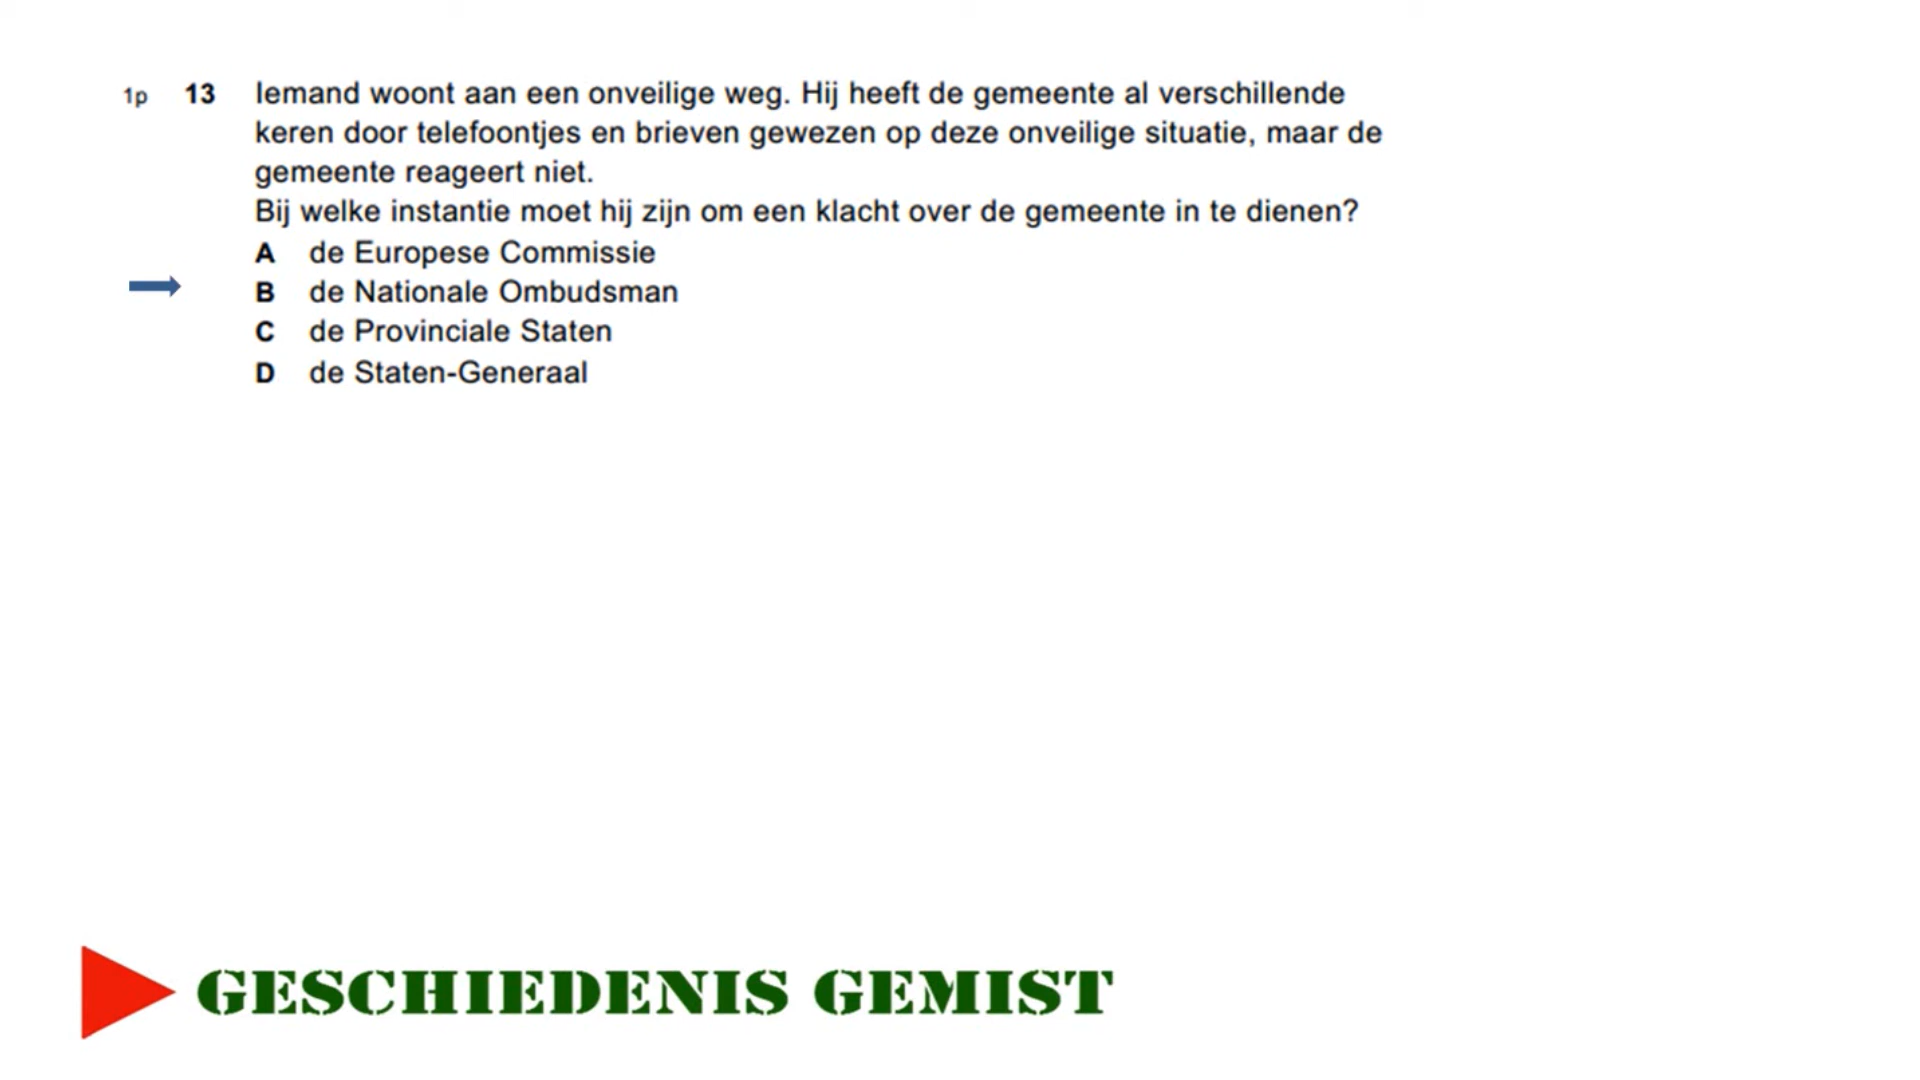 1p 13 Iemand woont aan een onveilige weg. Hij heeft de gemeente al verschillende
keren door telefoontjes en brieven gewezen op deze onveilige situatie, maar de
gemeente reageert niet.
Bij welke instantie moet hij zijn om een klacht over de gemeente in te dienen?
A de Europese Commissie
B de Nationale Ombudsman
C de Provinciale Staten
D de Staten-Generaal
GESCHIEDENIS GEMIST